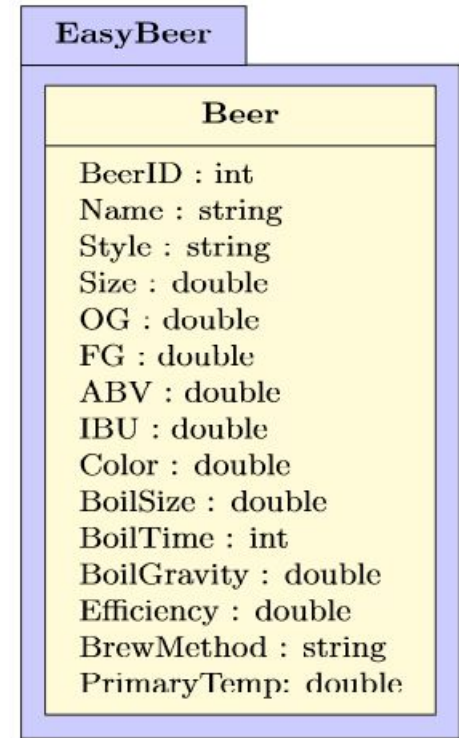 EasyBeer
Beer
BeerID : int
Name : string
Style : string
Size : double
OG : double
FG : double
ABV : double
IBU : double
Color : double
BoilSize : double
BoilTime : int
BoilGravity : double
Efficiency : double
BrewMethod : string
PrimaryTemp: double